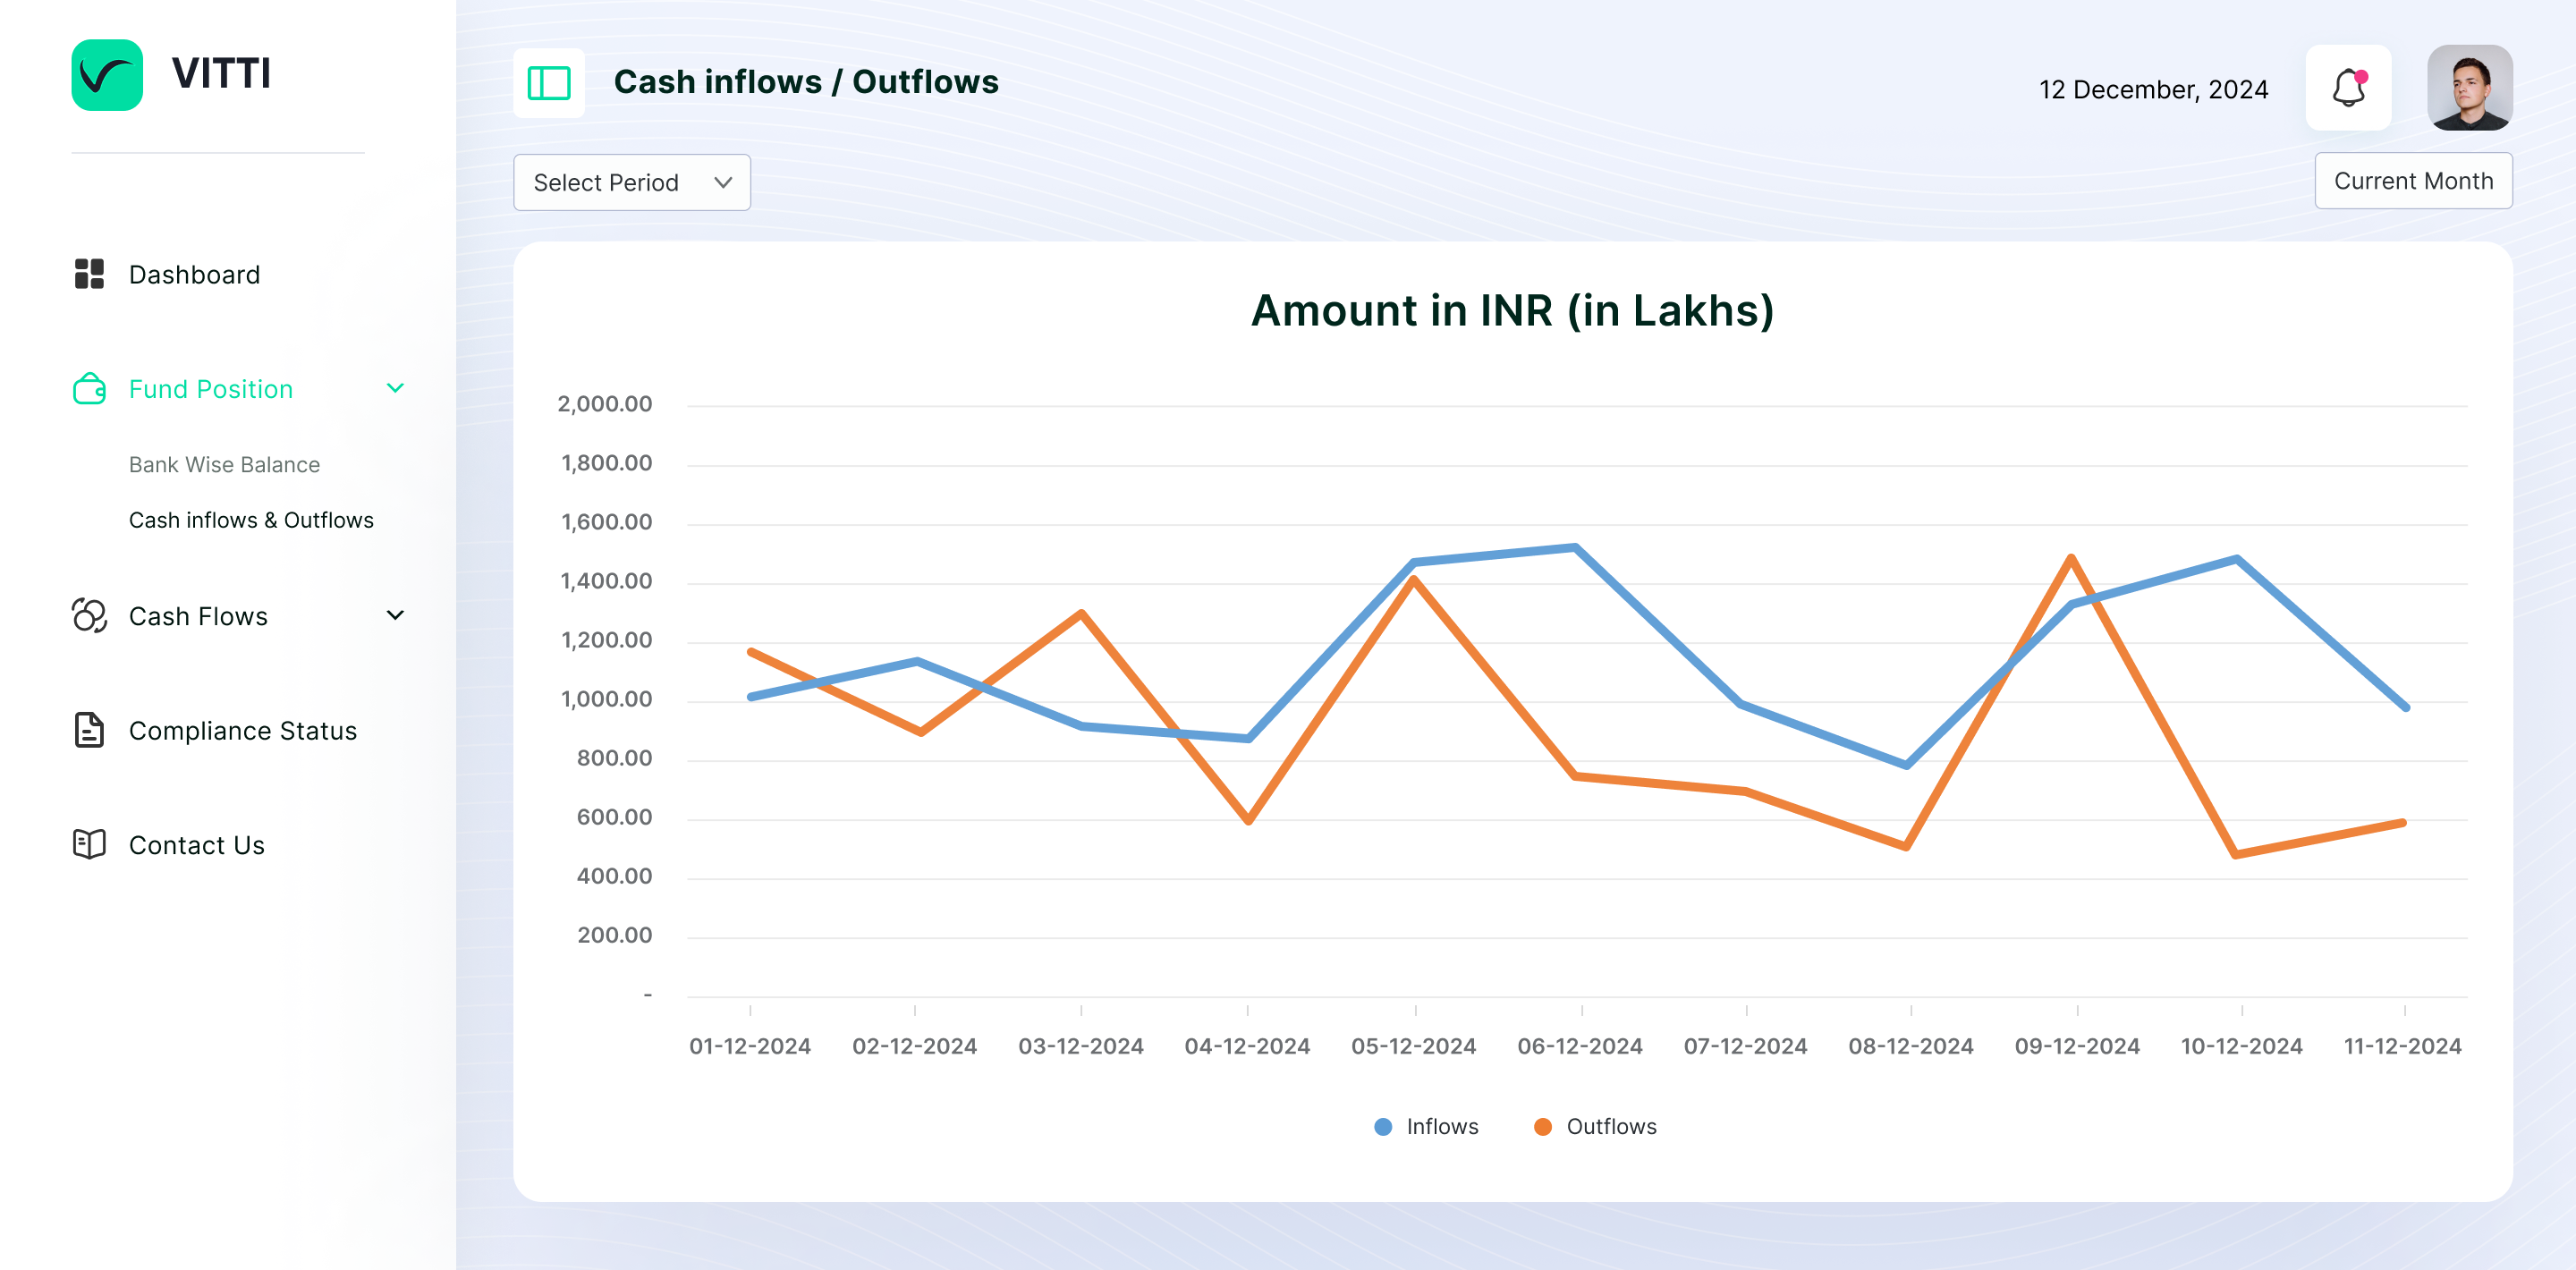 VITTI
Dashboard
Fund Position
Bank Wise Balance
Cash inflows & Outflows
Cash Flows
Compliance Status
Contact Us
Cash inflows / Outflows
12 December, 2024
Select Period
Current Month
Amount in INR (in Lakhs)
2,000.00
1,800.00
1,600.00
1,400.00
1,200.00
1,000.00
800.00
600.00
400.00
200.00
-
01-12-2024 02-12-2024 03-12-2024 04-12-2024 05-12-2024 06-12-2024 07-12-2024 08-12-2024 09-12-2024 10-12-2024 11-12-2024
Inflows Outflows